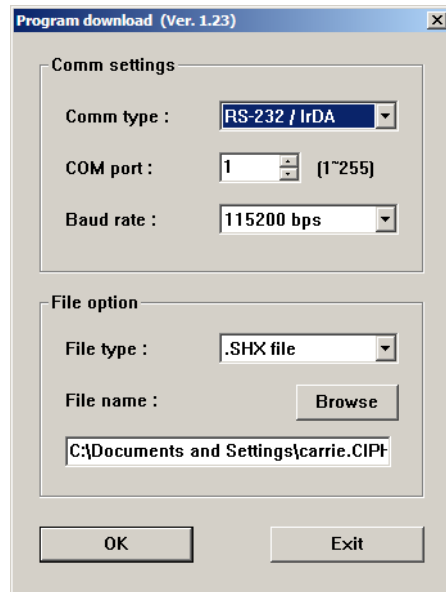 Program download (Ver. 1.23)
Comm settings
Comm type : RS-232 / IrDA
COM port : 1 (1~255)
Baud rate : 115200 bps
File option
File type : .SHX file
File name : Browse
C:\Documents and Settings\carrie.CIPH
OK Exit